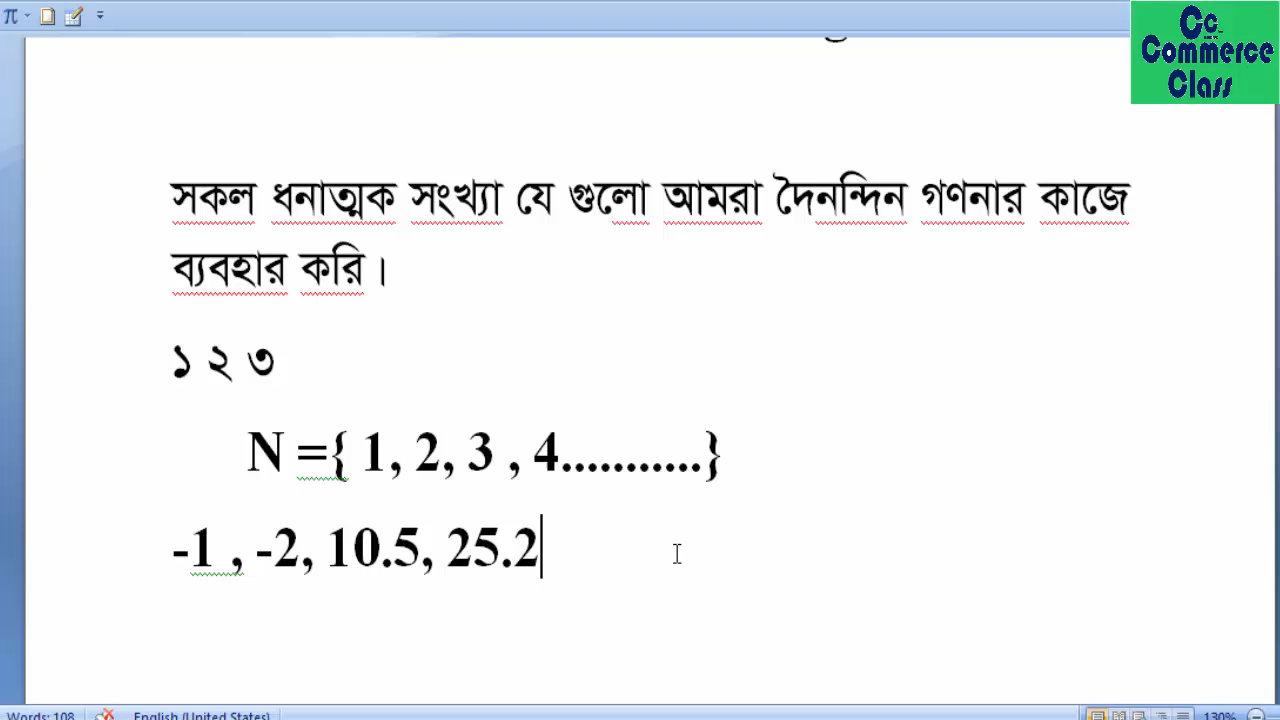 π
Cc
Commerce
Class
সকল ধনাত্মক সংখ্যা যে গুলো আমরা দৈনন্দিন গণনার কাজে
ব্যবহার করি।
১ ২ ৩
N ={ 1, 2, 3 , 4...........}
-1 , -2, 10.5, 25.2
Words: 108 English (United States) 130%